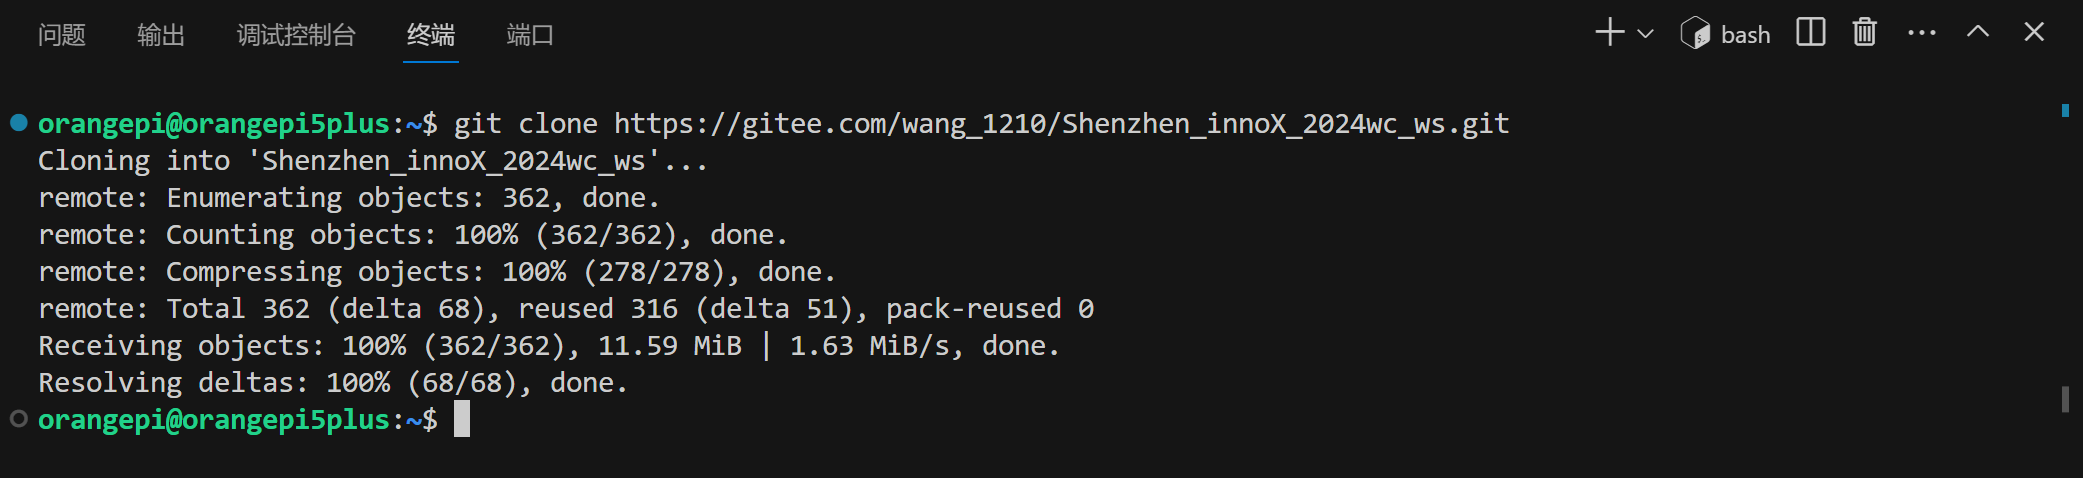 问题 输出 调试控制台 终端 端口 bash
orangepi@orangepi5plus:~$ git clone https://gitee.com/wang_1210/Shenzhen_innoX_2024wc_ws.git
Cloning into 'Shenzhen_innoX_2024wc_ws'...
remote: Enumerating objects: 362, done.
remote: Counting objects: 100% (362/362), done.
remote: Compressing objects: 100% (278/278), done.
remote: Total 362 (delta 68), reused 316 (delta 51), pack-reused 0
Receiving objects: 100% (362/362), 11.59 MiB | 1.63 MiB/s, done.
Resolving deltas: 100% (68/68), done.
orangepi@orangepi5plus:~$